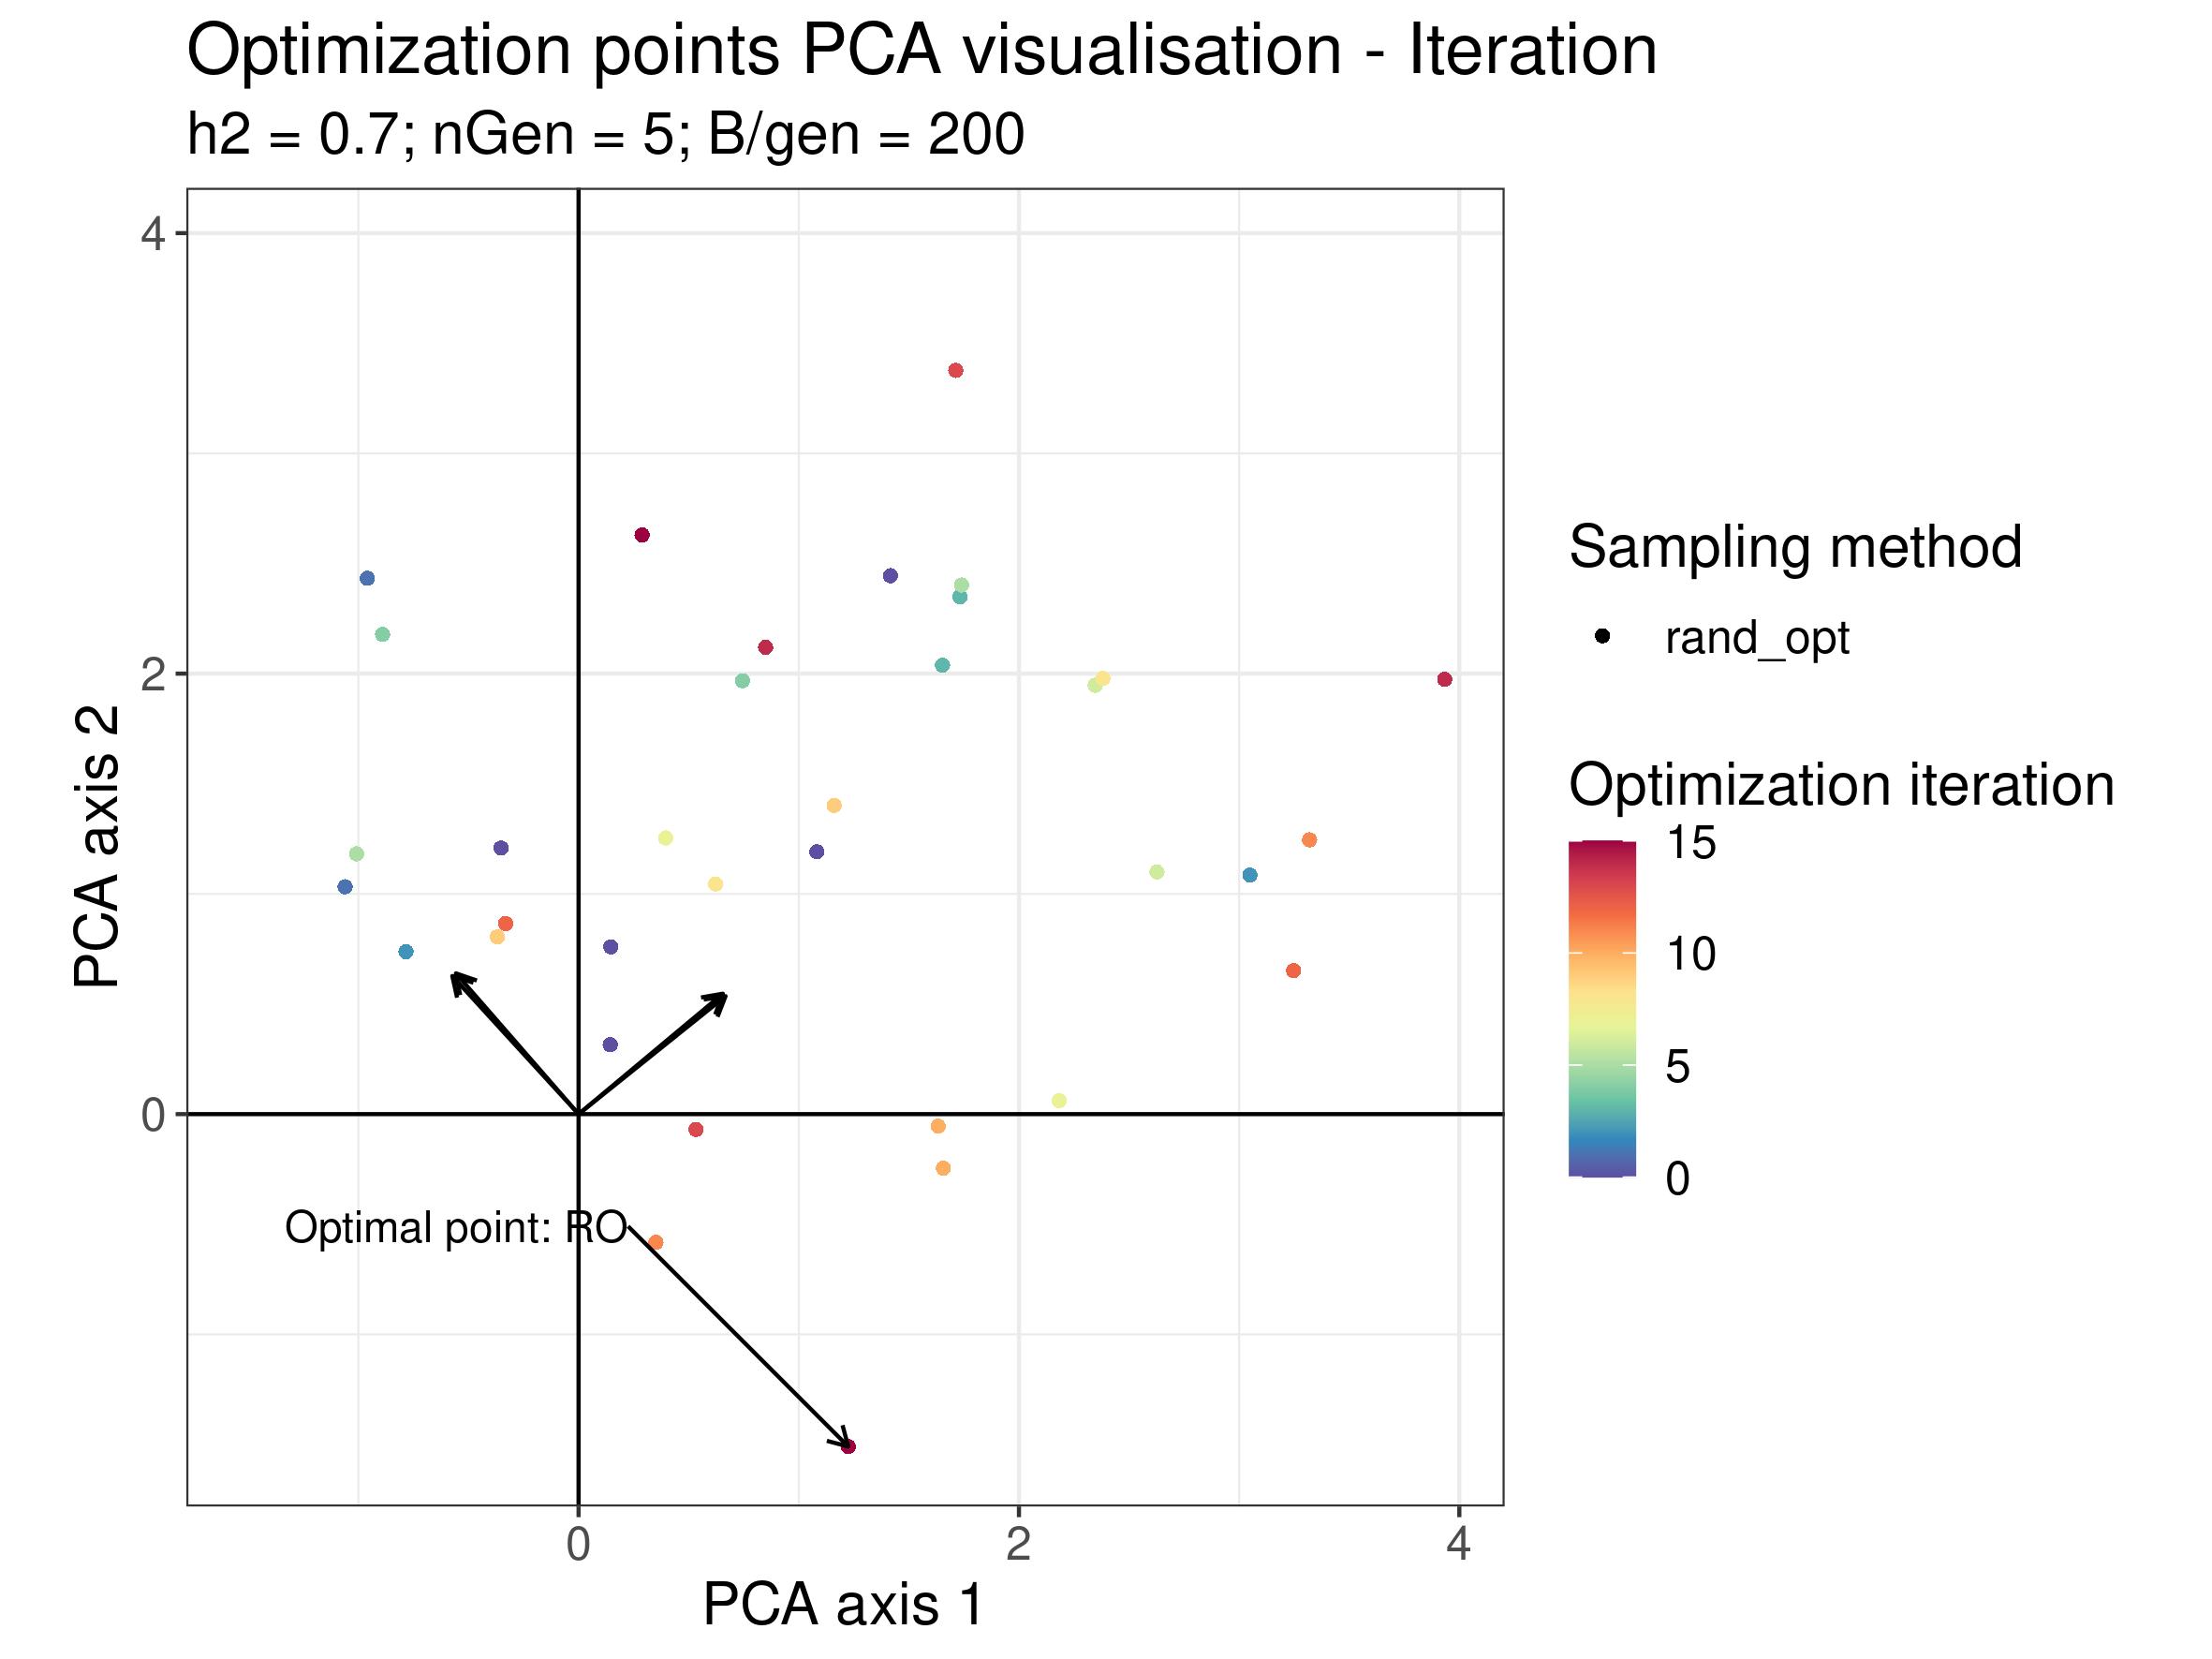 Optimization points PCA visualisation - Iteration
h2 = 0.7; nGen = 5; B/gen = 200
4
2
0
PCA axis 2
Optimal point: RO
0
2
4
PCA axis 1
Sampling method
rand_opt
Optimization iteration
15
10
5
0